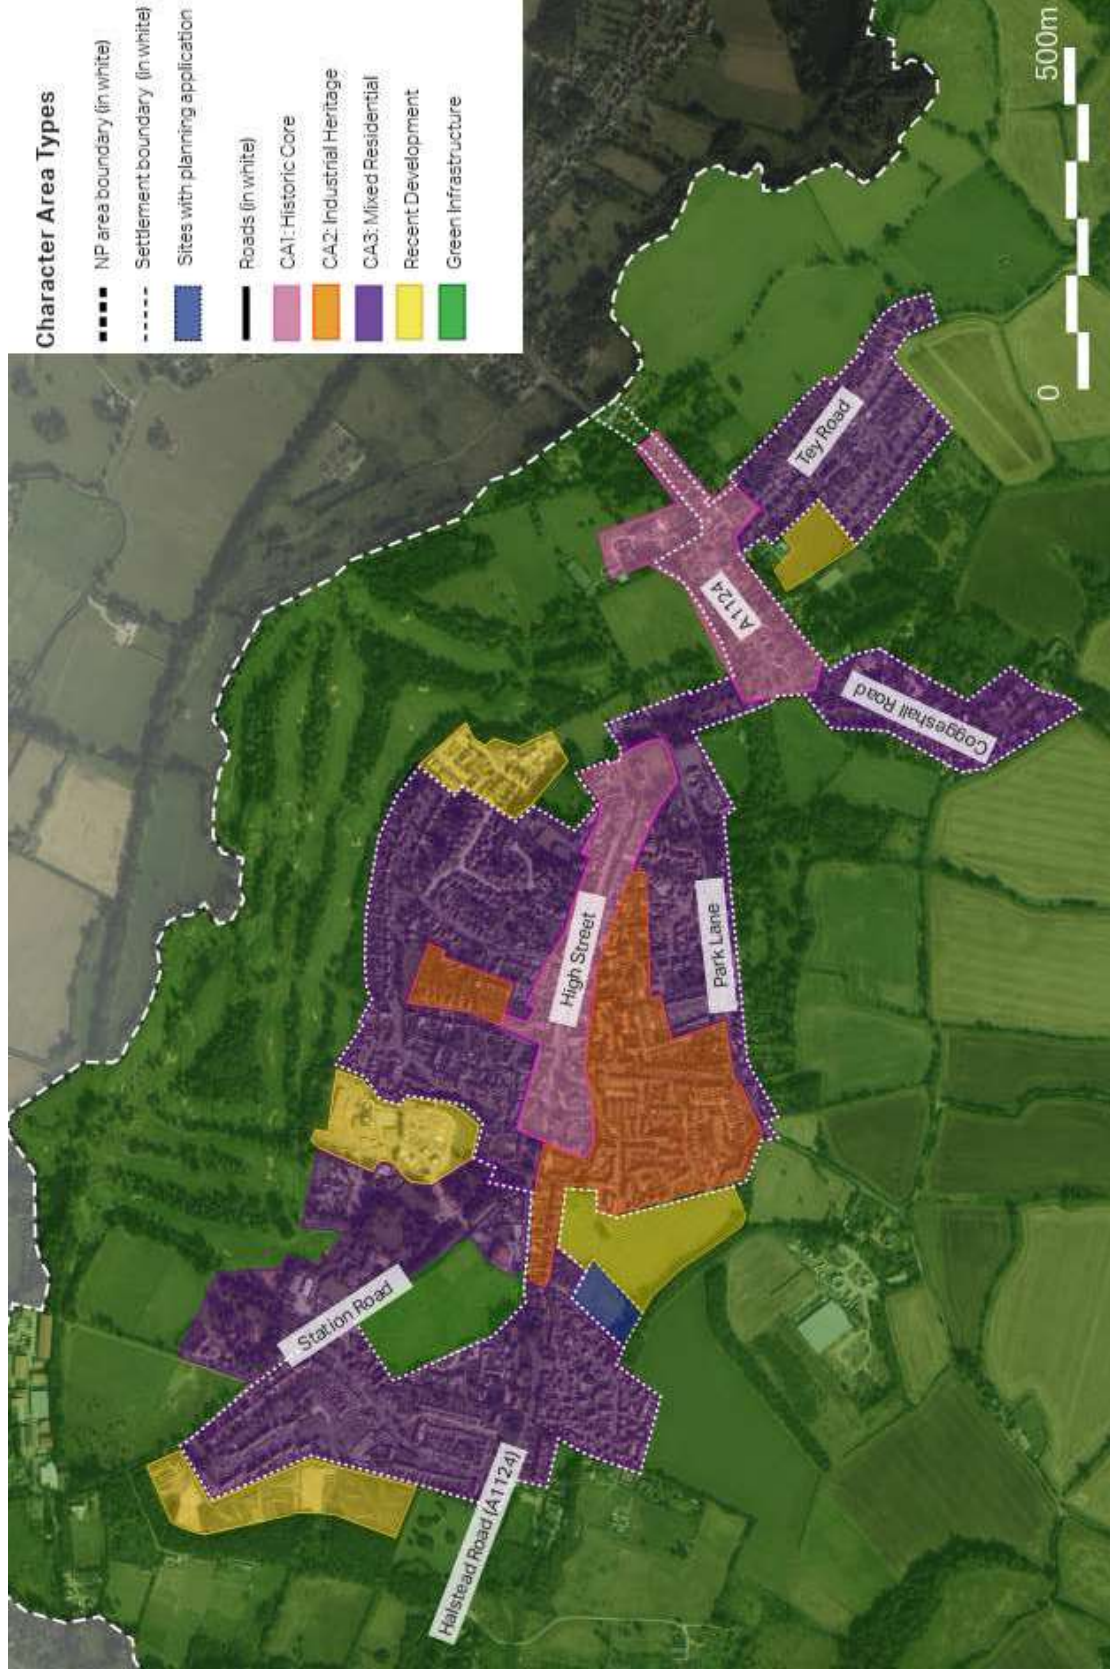 Character Area Types
NP area boundary (in white)
Settlement boundary (in white)
Sites with planning application
Roads (in white)
CA1: Historic Core
CA2: Industrial Heritage
CA3: Mixed Residential
Recent Development
Green Infrastructure
Halstead Road (A1124)
Station Road
High Street
Park Lane
A1124
Coggeshall Road
Tey Road
0
500m